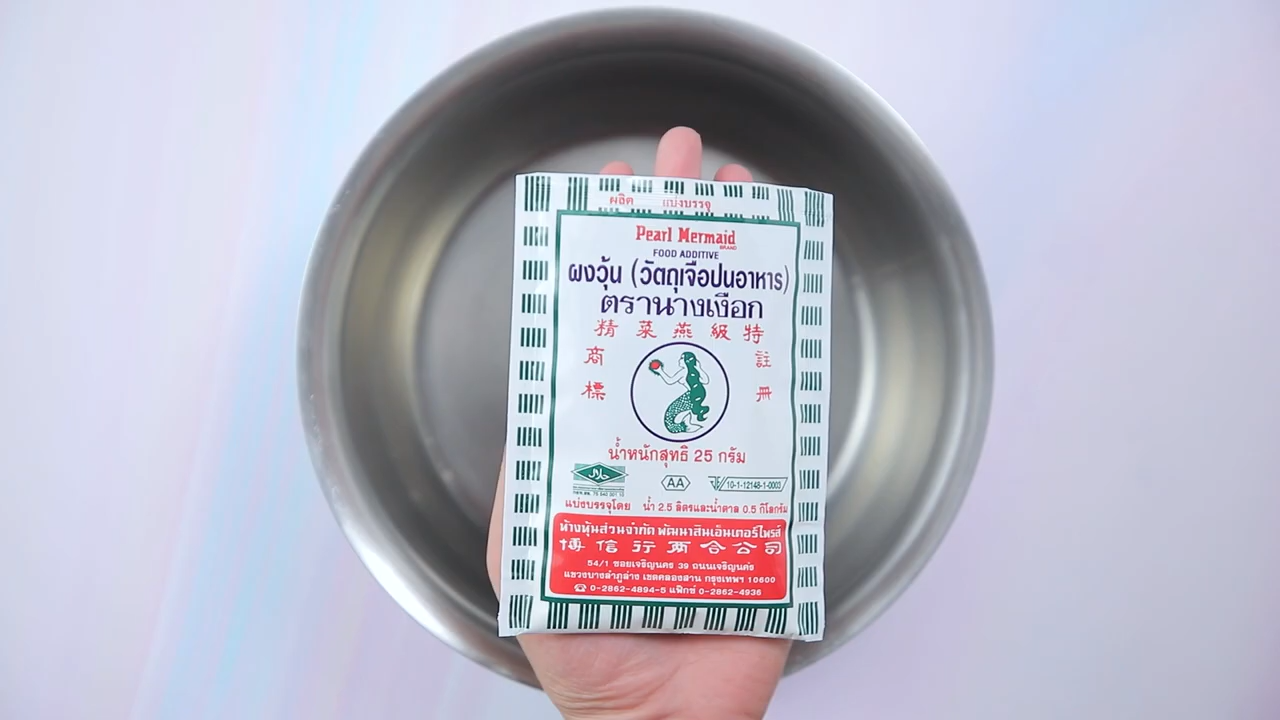 ผลิต แบ่งบรรจุ
Pearl Mermaid
BRAND
FOOD ADDITIVE
ผงวุ้น (วัตถุเจือปนอาหาร)
ตรานางเงือก
精菜燕級特
商 註
標 冊
น้ำหนักสุทธิ 25 กรัม
AA
10-1-12148-1-0003
แบ่งบรรจุโดย น้ำ 2.5 ลิตรและน้ำตาล 0.5 กิโลกรัม
ห้างหุ้นส่วนจำกัด พัฒนาสินเอ็นเตอร์ไพรส์
博信行兩合公司
54/1 ซอยเจริญนคร 39 ถนนเจริญนคร
แขวงบางลำภูล่าง เขตคลองสาน กรุงเทพฯ 10600
☎ 0-2862-4894-5 แฟ็กซ์ 0-2862-4936